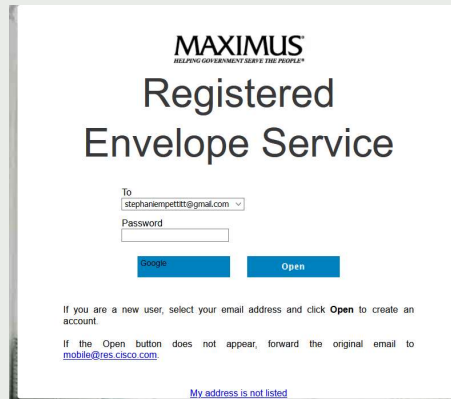 MAXIMUS
HELPING GOVERNMENT SERVE THE PEOPLE®
Registered
Envelope Service
To
stephaniempettitt@gmail.com
Password
Google
Open
If you are a new user, select your email address and click Open to create an
account.
If the Open button does not appear, forward the original email to
mobile@res.cisco.com.
My address is not listed